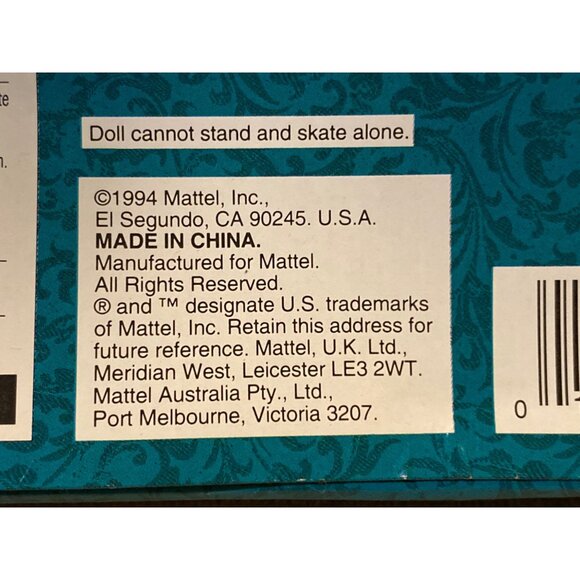 te
n.
Doll cannot stand and skate alone.
©1994 Mattel, Inc.,
El Segundo, CA 90245. U.S.A.
MADE IN CHINA.
Manufactured for Mattel.
All Rights Reserved.
® and ™ designate U.S. trademarks
of Mattel, Inc. Retain this address for
future reference. Mattel, U.K. Ltd.,
Meridian West, Leicester LE3 2WT.
Mattel Australia Pty., Ltd.,
Port Melbourne, Victoria 3207.
0